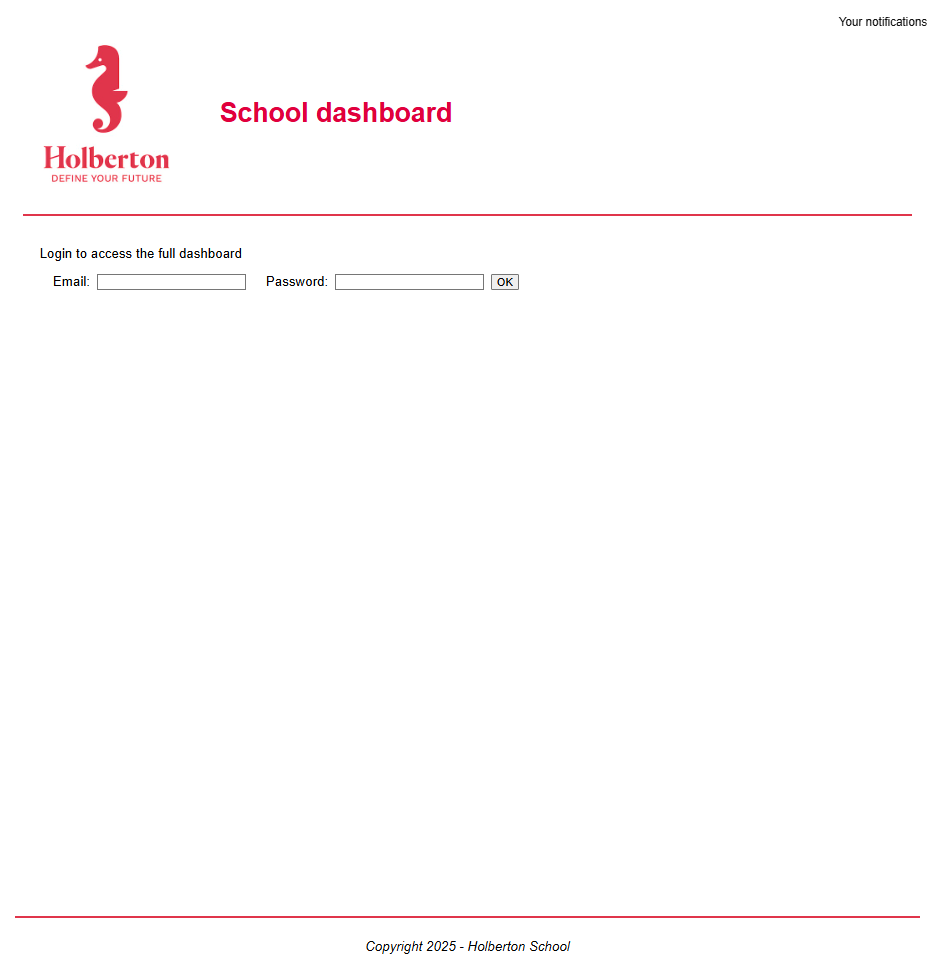 Your notifications
School dashboard
Holberton
DEFINE YOUR FUTURE
Login to access the full dashboard
Email: Password: OK
Copyright 2025 - Holberton School